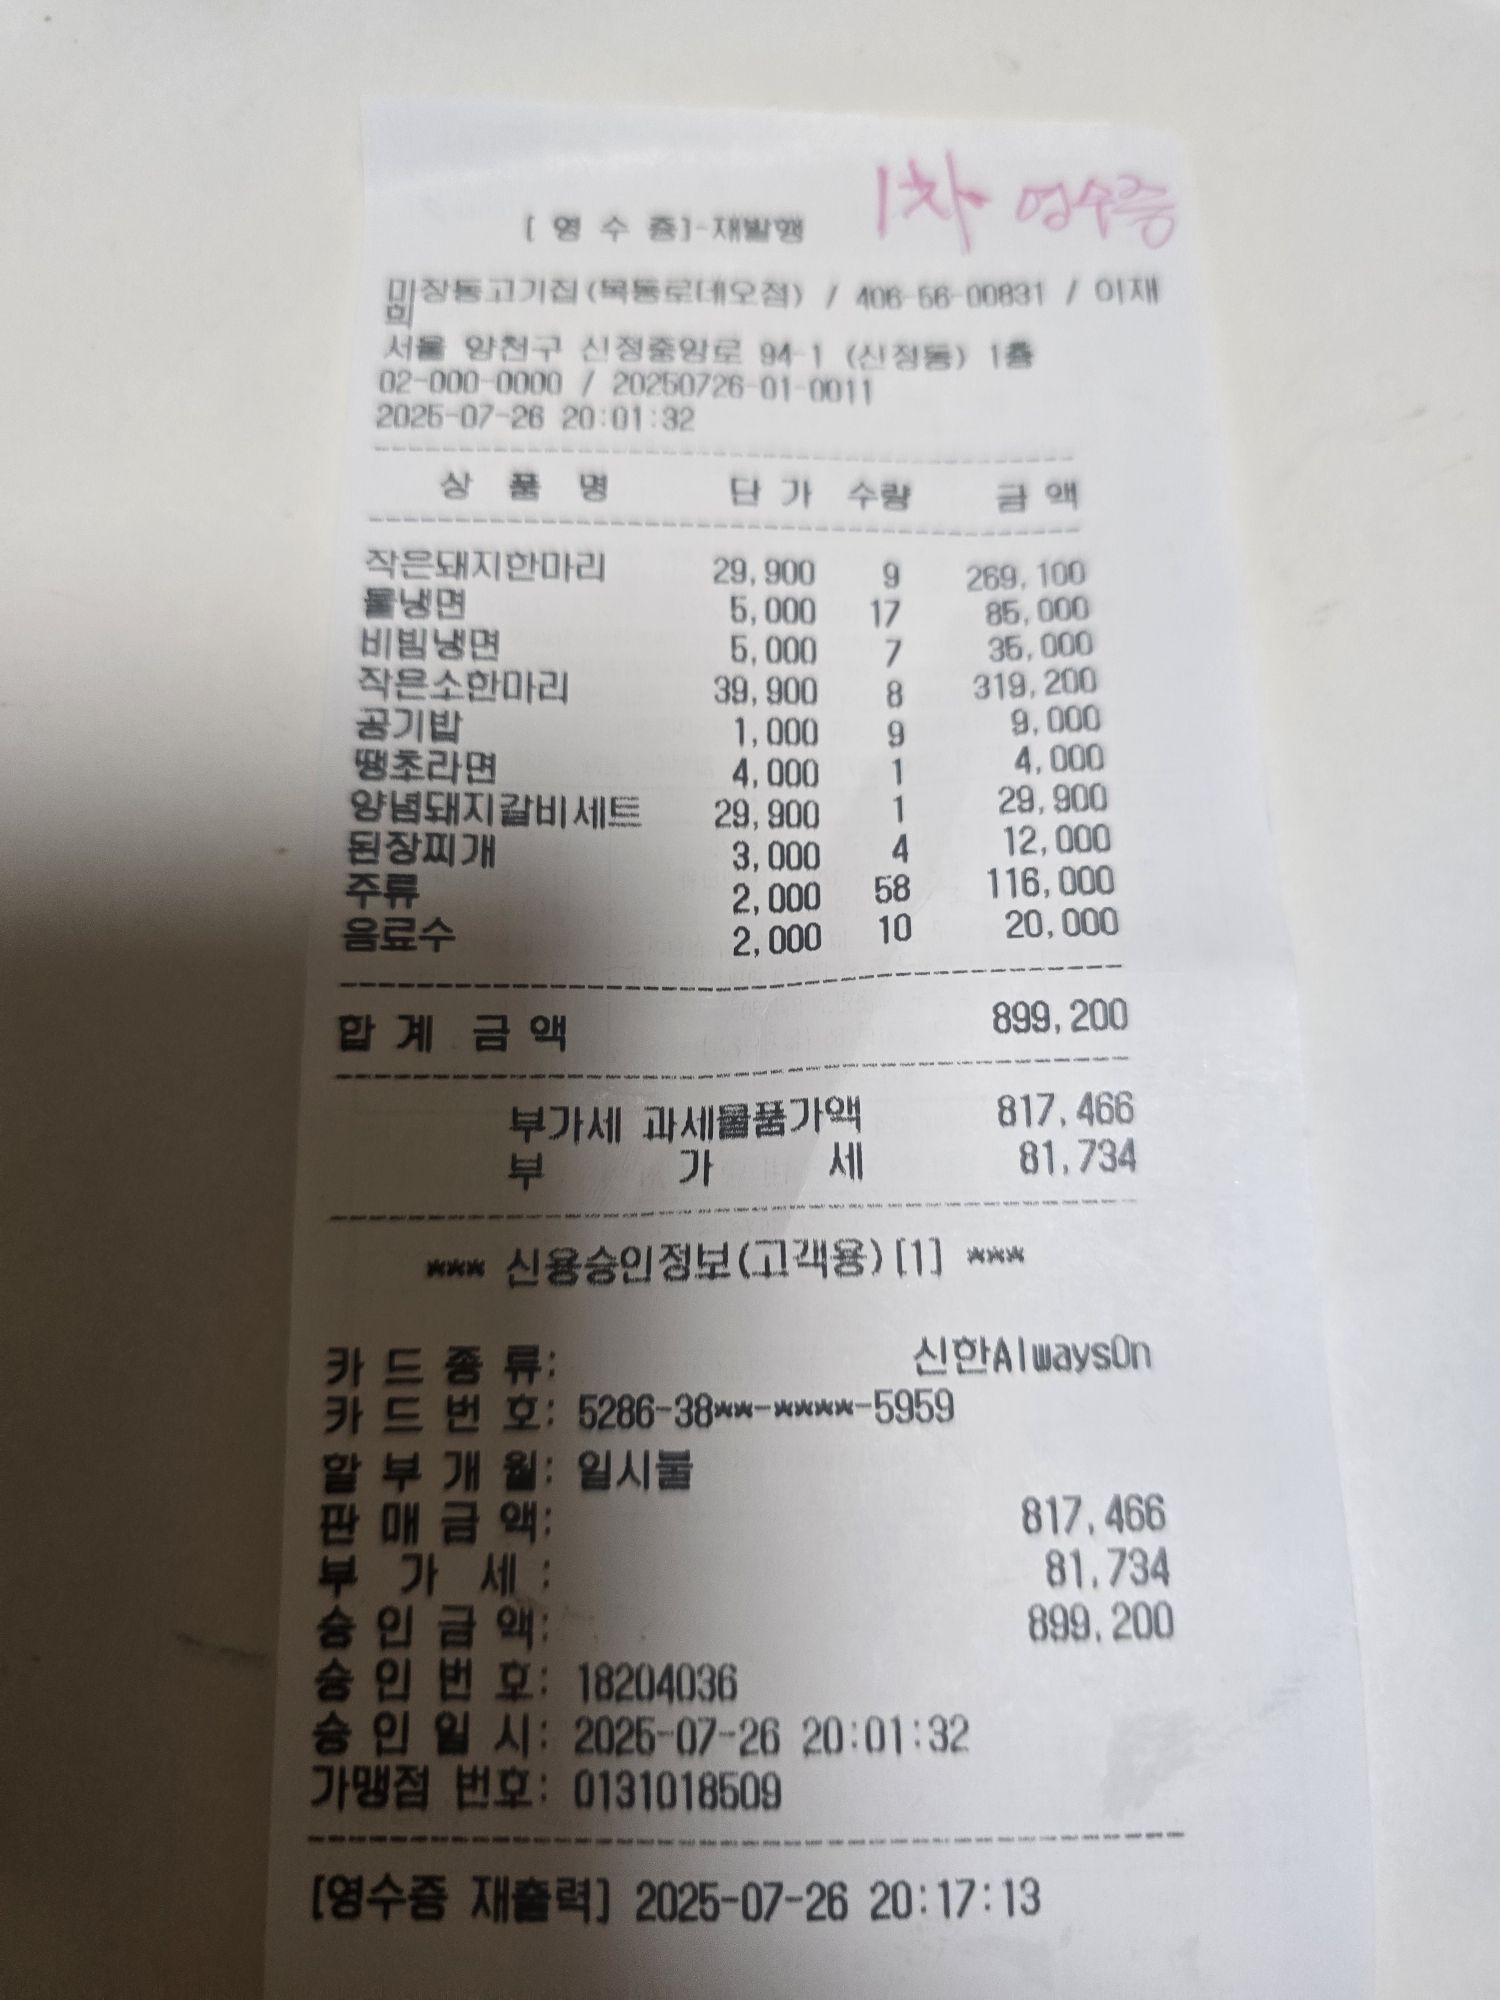 1차 영수증
[ 영 수 증]-재발행
미장동고기집(목동로데오점) / 406-56-00831 / 이재
희
서울 양천구 신정중앙로 94-1 (신정동) 1층
02-000-0000 / 20250726-01-0011
2025-07-26 20:01:32
상 품 명 단 가 수량 금 액
작은돼지한마리 29,900 9 269,100
물냉면 5,000 17 85,000
비빔냉면 5,000 7 35,000
작은소한마리 39,900 8 319,200
공기밥 1,000 9 9,000
땡초라면 4,000 1 4,000
양념돼지갈비세트 29,900 1 29,900
된장찌개 3,000 4 12,000
주류 2,000 58 116,000
음료수 2,000 10 20,000
합 계 금 액 899,200
부가세 과세물품가액 817,466
부 가 세 81,734
*** 신용승인정보(고객용)[1] ***
카 드 종 류: 신한AlwaysOn
카 드 번 호: 5286-38**-****-5959
할 부 개 월: 일시불
판 매 금 액: 817,466
부 가 세 : 81,734
승 인 금 액: 899,200
승 인 번 호: 18204036
승 인 일 시: 2025-07-26 20:01:32
가맹점 번호: 0131018509
[영수증 재출력] 2025-07-26 20:17:13